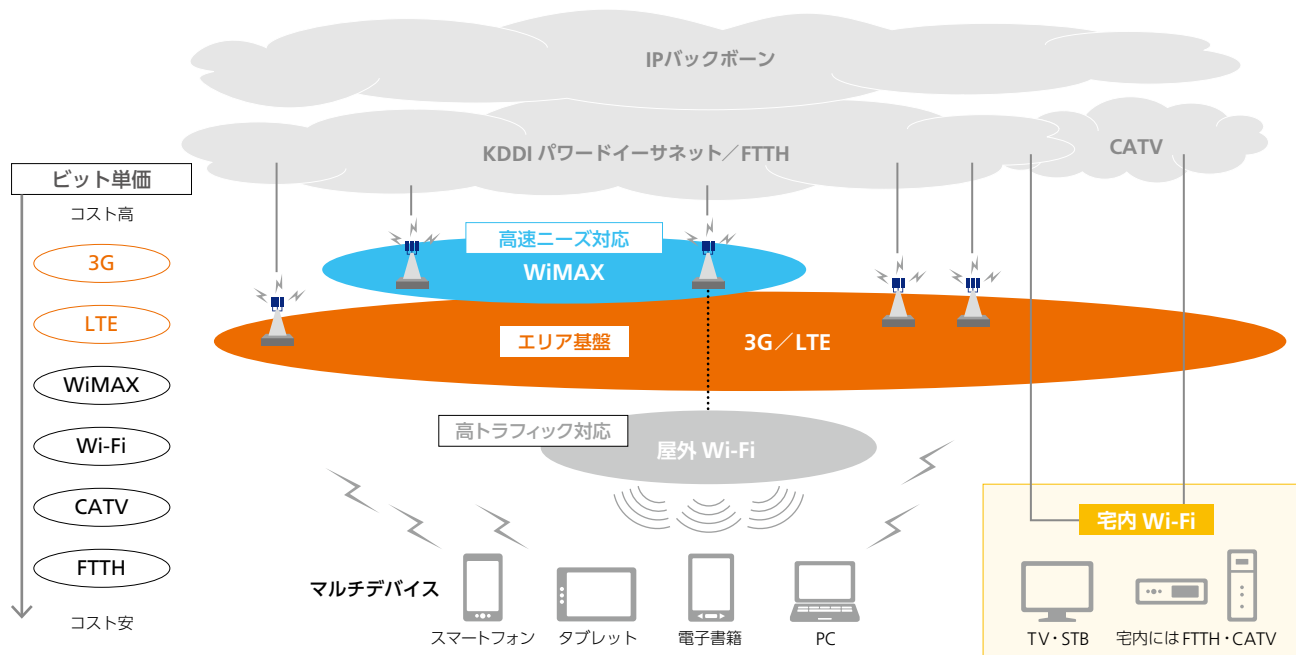 IPバックボーン
KDDI パワードイーサネット／FTTH
CATV
ビット単価
コスト高
3G
LTE
WiMAX
Wi-Fi
CATV
FTTH
コスト安
高速ニーズ対応
WiMAX
エリア基盤
3G／LTE
高トラフィック対応
屋外 Wi-Fi
マルチデバイス
スマートフォン
タブレット
電子書籍
PC
宅内 Wi-Fi
TV・STB
宅内にはFTTH・CATV